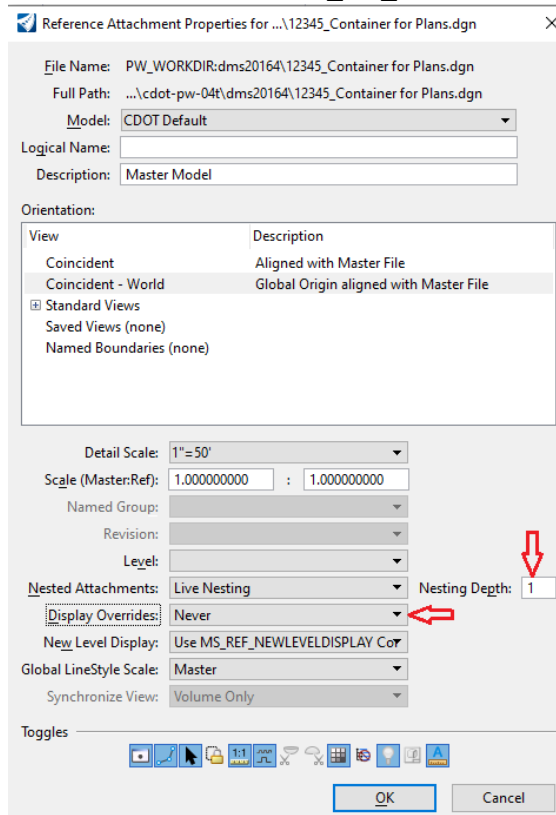 Reference Attachment Properties for ...\12345_Container for Plans.dgn
File Name: PW_WORKDIR:dms20164\12345_Container for Plans.dgn
Full Path: ...\cdot-pw-04t\dms20164\12345_Container for Plans.dgn
Model: CDOT Default
Logical Name:
Description: Master Model
Orientation:
View Description
Coincident Aligned with Master File
Coincident - World Global Origin aligned with Master File
Standard Views
Saved Views (none)
Named Boundaries (none)
Detail Scale: 1"=50'
Scale (Master:Ref): 1.000000000 : 1.000000000
Named Group:
Revision:
Level:
Nested Attachments: Live Nesting Nesting Depth: 1
Display Overrides: Never
New Level Display: Use MS_REF_NEWLEVELDISPLAY Co
Global LineStyle Scale: Master
Synchronize View: Volume Only
Toggles
1:1 A
OK Cancel